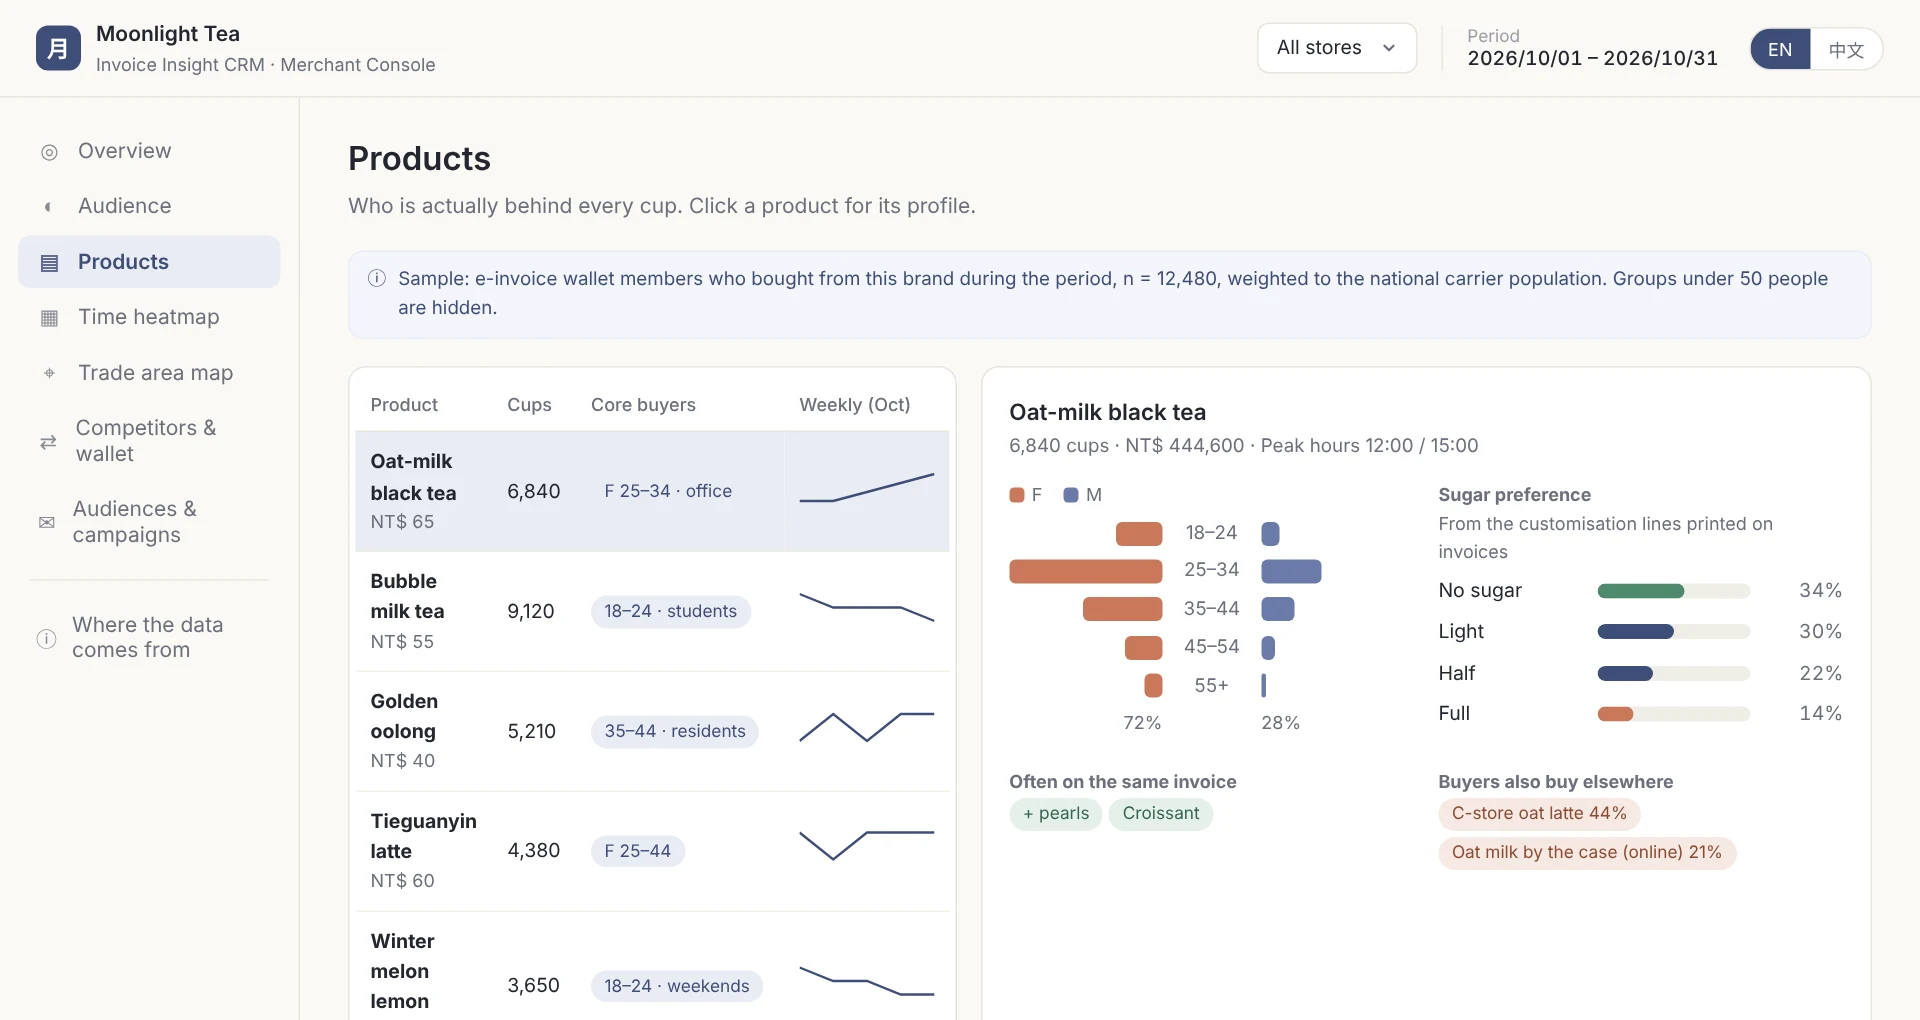 月
Moonlight Tea
Invoice Insight CRM · Merchant Console
All stores
Period
2026/10/01 – 2026/10/31
EN
中文
Overview
Audience
Products
Time heatmap
Trade area map
Competitors &
wallet
Audiences &
campaigns
Where the data
comes from
Products
Who is actually behind every cup. Click a product for its profile.
Sample: e-invoice wallet members who bought from this brand during the period, n = 12,480, weighted to the national carrier population. Groups under 50 people
are hidden.
Product
Cups
Core buyers
Weekly (Oct)
Oat-milk
black tea
NT$ 65
6,840
F 25–34 · office
Bubble
milk tea
NT$ 55
9,120
18–24 · students
Golden
oolong
NT$ 40
5,210
35–44 · residents
Tieguanyin
latte
NT$ 60
4,380
F 25–44
Winter
melon
lemon
3,650
18–24 · weekends
Oat-milk black tea
6,840 cups · NT$ 444,600 · Peak hours 12:00 / 15:00
F
M
18–24
25–34
35–44
45–54
55+
72%
28%
Sugar preference
From the customisation lines printed on
invoices
No sugar 34%
Light 30%
Half 22%
Full 14%
Often on the same invoice
+ pearls
Croissant
Buyers also buy elsewhere
C-store oat latte 44%
Oat milk by the case (online) 21%